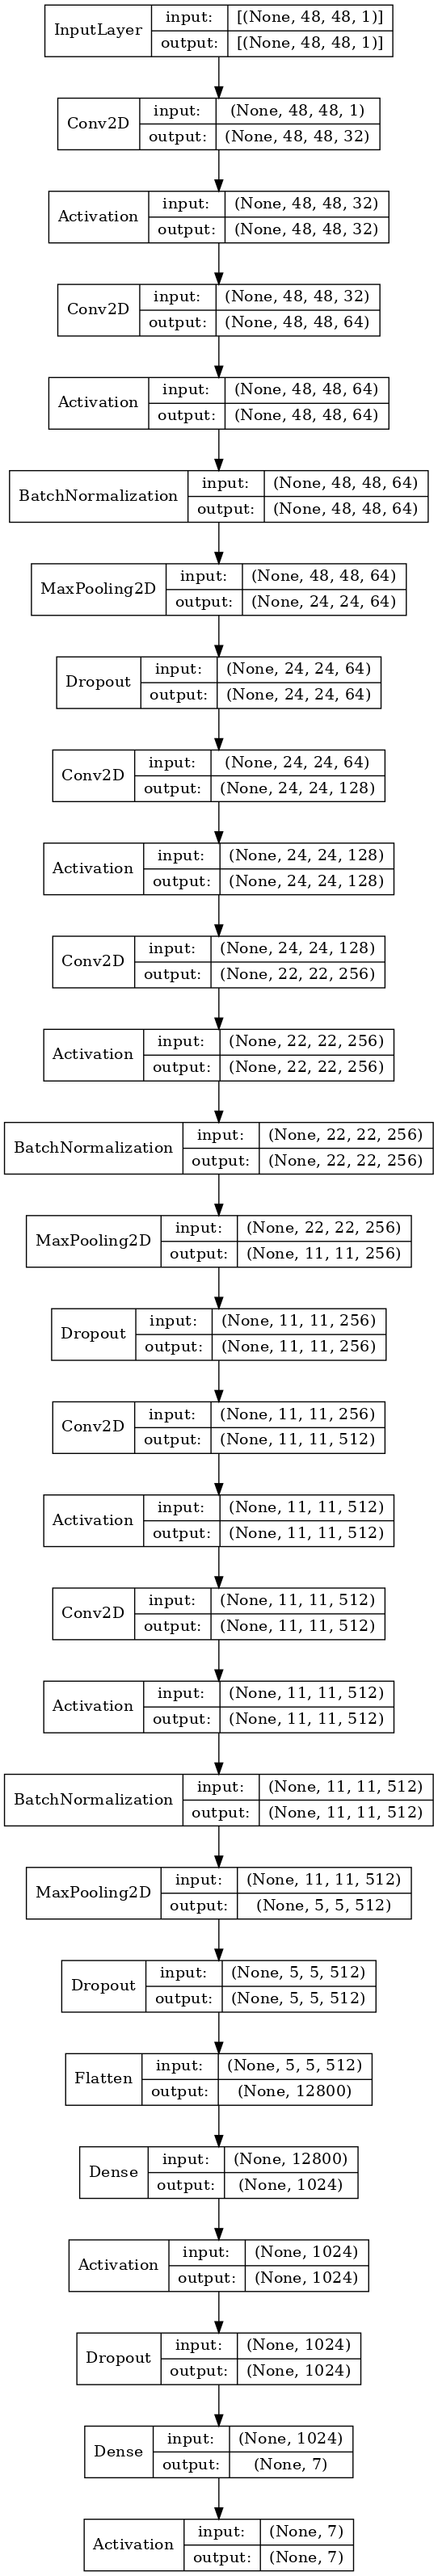 InputLayer input: [(None, 48, 48, 1)]
output: [(None, 48, 48, 1)]
Conv2D input: (None, 48, 48, 1)
output: (None, 48, 48, 32)
Activation input: (None, 48, 48, 32)
output: (None, 48, 48, 32)
Conv2D input: (None, 48, 48, 32)
output: (None, 48, 48, 64)
Activation input: (None, 48, 48, 64)
output: (None, 48, 48, 64)
BatchNormalization input: (None, 48, 48, 64)
output: (None, 48, 48, 64)
MaxPooling2D input: (None, 48, 48, 64)
output: (None, 24, 24, 64)
Dropout input: (None, 24, 24, 64)
output: (None, 24, 24, 64)
Conv2D input: (None, 24, 24, 64)
output: (None, 24, 24, 128)
Activation input: (None, 24, 24, 128)
output: (None, 24, 24, 128)
Conv2D input: (None, 24, 24, 128)
output: (None, 22, 22, 256)
Activation input: (None, 22, 22, 256)
output: (None, 22, 22, 256)
BatchNormalization input: (None, 22, 22, 256)
output: (None, 22, 22, 256)
MaxPooling2D input: (None, 22, 22, 256)
output: (None, 11, 11, 256)
Dropout input: (None, 11, 11, 256)
output: (None, 11, 11, 256)
Conv2D input: (None, 11, 11, 256)
output: (None, 11, 11, 512)
Activation input: (None, 11, 11, 512)
output: (None, 11, 11, 512)
Conv2D input: (None, 11, 11, 512)
output: (None, 11, 11, 512)
Activation input: (None, 11, 11, 512)
output: (None, 11, 11, 512)
BatchNormalization input: (None, 11, 11, 512)
output: (None, 11, 11, 512)
MaxPooling2D input: (None, 11, 11, 512)
output: (None, 5, 5, 512)
Dropout input: (None, 5, 5, 512)
output: (None, 5, 5, 512)
Flatten input: (None, 5, 5, 512)
output: (None, 12800)
Dense input: (None, 12800)
output: (None, 1024)
Activation input: (None, 1024)
output: (None, 1024)
Dropout input: (None, 1024)
output: (None, 1024)
Dense input: (None, 1024)
output: (None, 7)
Activation input: (None, 7)
output: (None, 7)